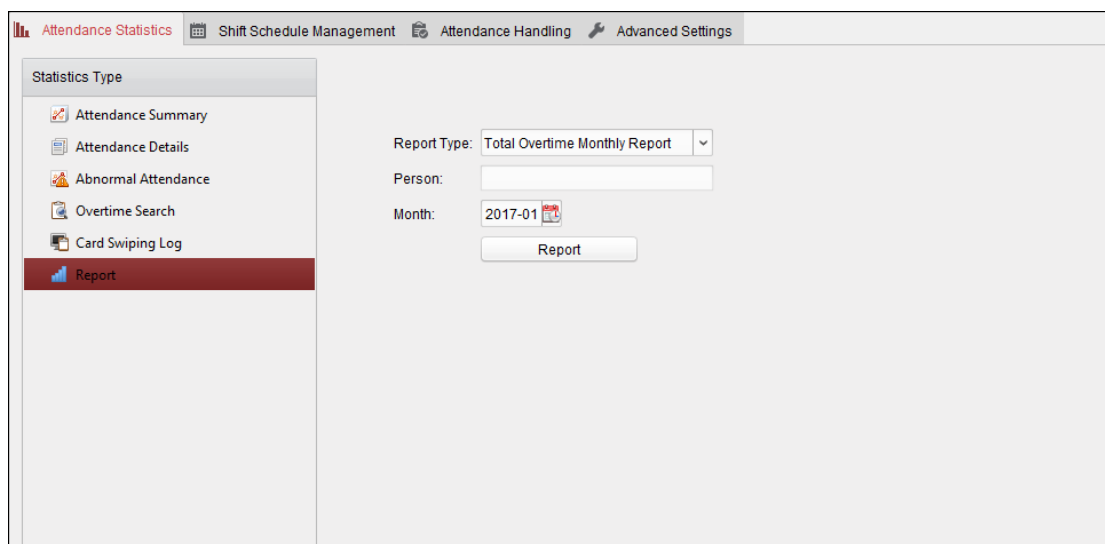 Attendance Statistics Shift Schedule Management Attendance Handling Advanced Settings
Statistics Type
Attendance Summary
Attendance Details
Abnormal Attendance
Overtime Search
Card Swiping Log
Report
Report Type: Total Overtime Monthly Report
Person:
Month: 2017-01
Report